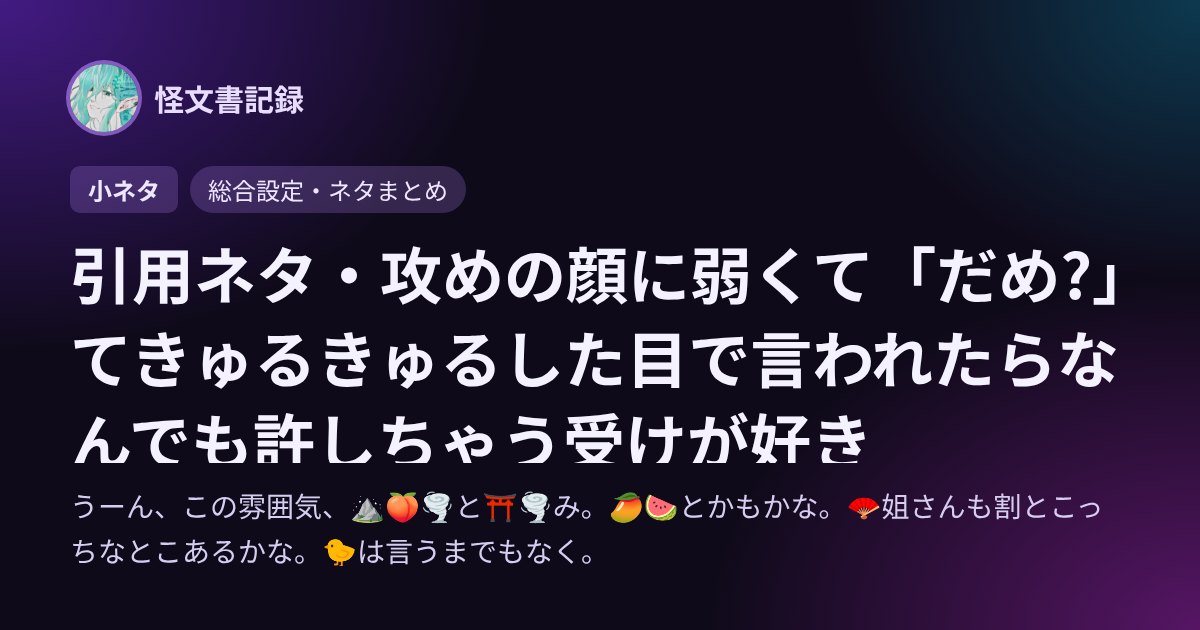 怪文書記録
小ネタ
総合設定・ネタまとめ
引用ネタ・攻めの顔に弱くて「だめ?」
てきゅるきゅるした目で言われたらな
んでも許しちゃう受けが好き
うーん、この雰囲気、⛰️🍑🌪️と⛩️🌪️み。🥭🍉とかもかな。🪭姐さんも割とこっ
ちなとこあるかな。🐤は言うまでもなく。